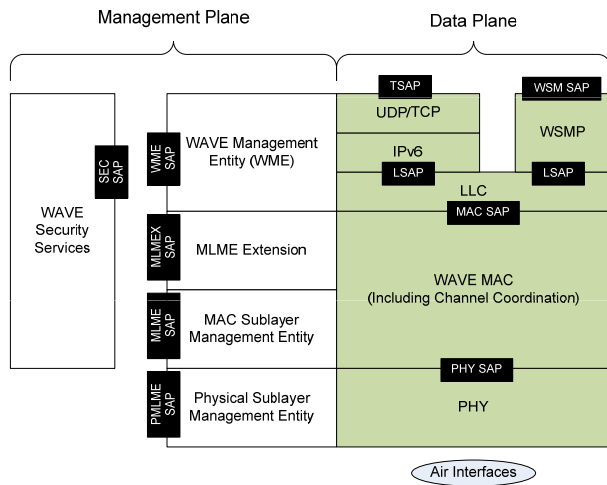 Management Plane
Data Plane
WAVE
Security
Services
SEC
SAP
WME
SAP
WAVE Management
Entity (WME)
MLMEX
SAP
MLME Extension
MLME
SAP
MAC Sublayer
Management Entity
PMLME
SAP
Physical Sublayer
Management Entity
TSAP
UDP/TCP
IPv6
LSAP
WSM SAP
WSMP
LSAP
LLC
MAC SAP
WAVE MAC
(Including Channel Coordination)
PHY SAP
PHY
Air Interfaces